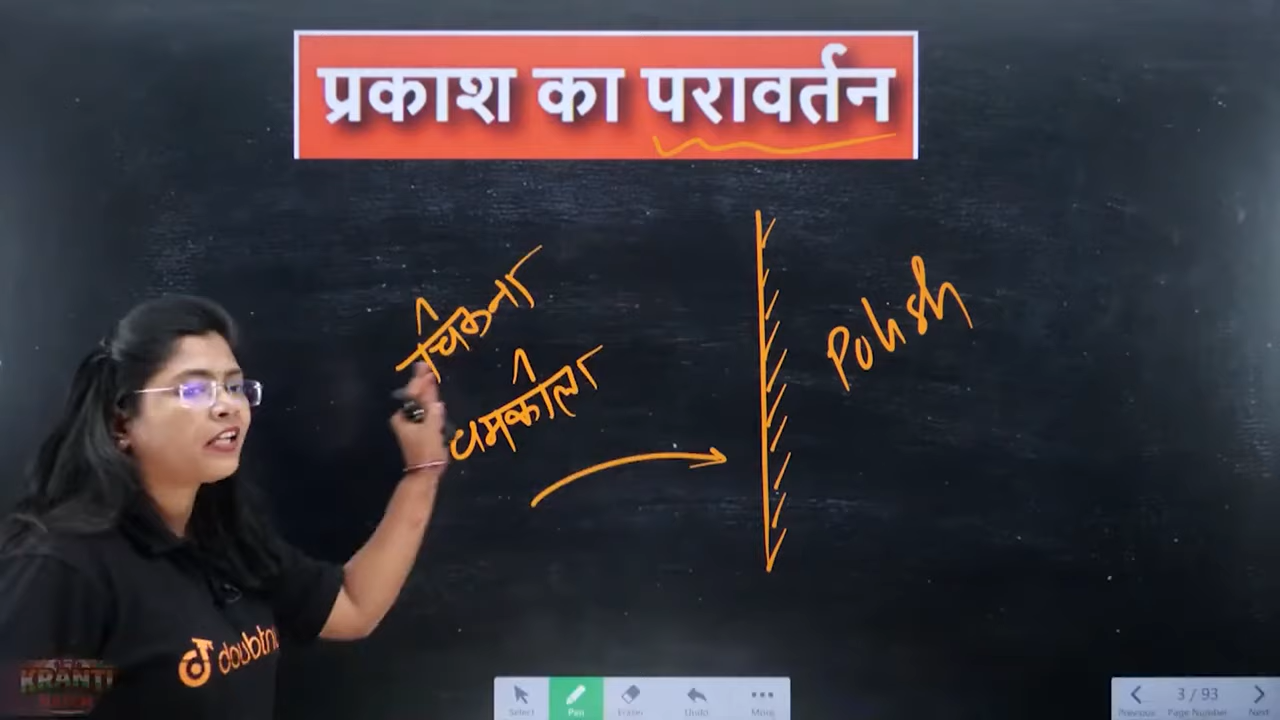 प्रकाश का परावर्तन
चिकना
चमकीला
Polish
doubtnu
KRANTI
Select
Pen
Eraser
Undo
More
3 / 93
Previous
Page Number
Next